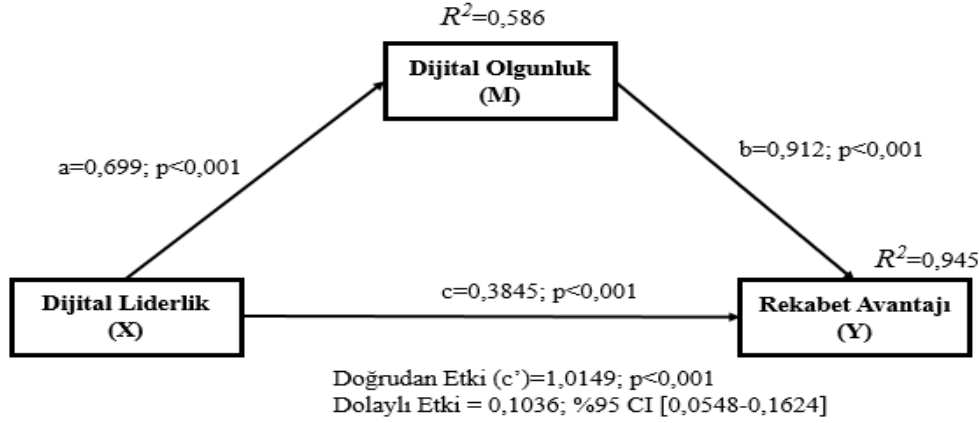 R²=0,586
Dijital Olgunluk
(M)
a=0,699; p<0,001
b=0,912; p<0,001
R²=0,945
Dijital Liderlik
(X)
c=0,3845; p<0,001
Rekabet Avantajı
(Y)
Doğrudan Etki (c’)=1,0149; p<0,001
Dolaylı Etki = 0,1036; %95 CI [0,0548-0,1624]